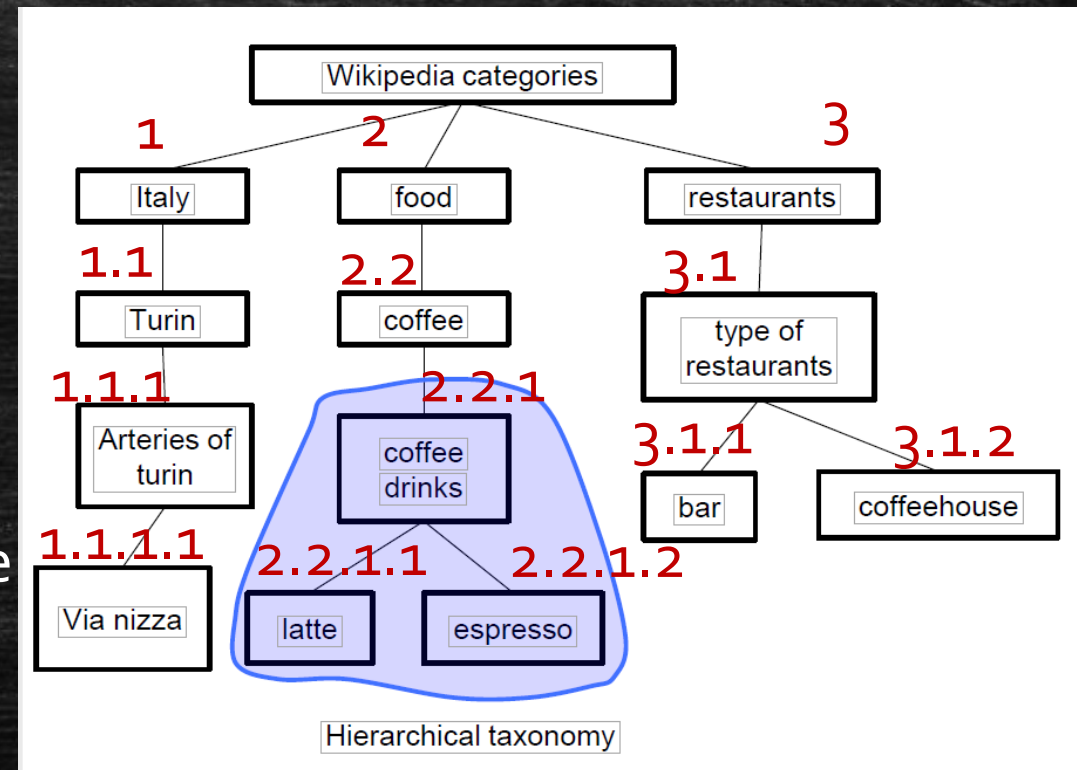 Wikipedia categories
1
2
3
Italy
food
restaurants
1.1
2.2
3.1
Turin
coffee
type of
restaurants
1.1.1
2.2.1
3.1.1
3.1.2
Arteries of
turin
coffee
drinks
bar
coffeehouse
e
1.1.1.1
2.2.1.1
2.2.1.2
Via nizza
latte
espresso
Hierarchical taxonomy